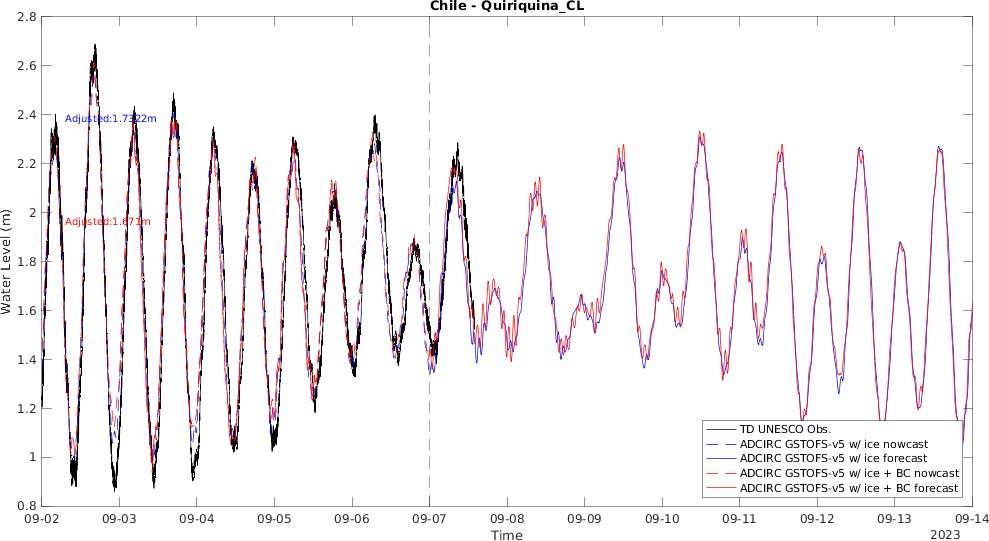 Chile - Quiriquina_CL
Water Level (m)
2.8
2.6
2.4
2.2
2
1.8
1.6
1.4
1.2
1
0.8
Adjusted:1.7322m
Adjusted:1.671m
TD UNESCO Obs.
ADCIRC GSTOFS-v5 w/ ice nowcast
ADCIRC GSTOFS-v5 w/ ice forecast
ADCIRC GSTOFS-v5 w/ ice + BC nowcast
ADCIRC GSTOFS-v5 w/ ice + BC forecast
09-02 09-03 09-04 09-05 09-06 09-07 09-08 09-09 09-10 09-11 09-12 09-13 09-14
Time
2023